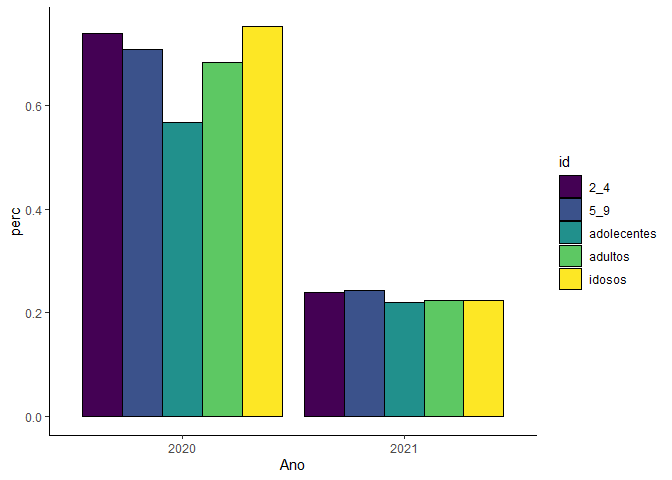 0.6
0.4
0.2
0.0
perc
2020
2021
Ano
id
2_4
5_9
adolecentes
adultos
idosos